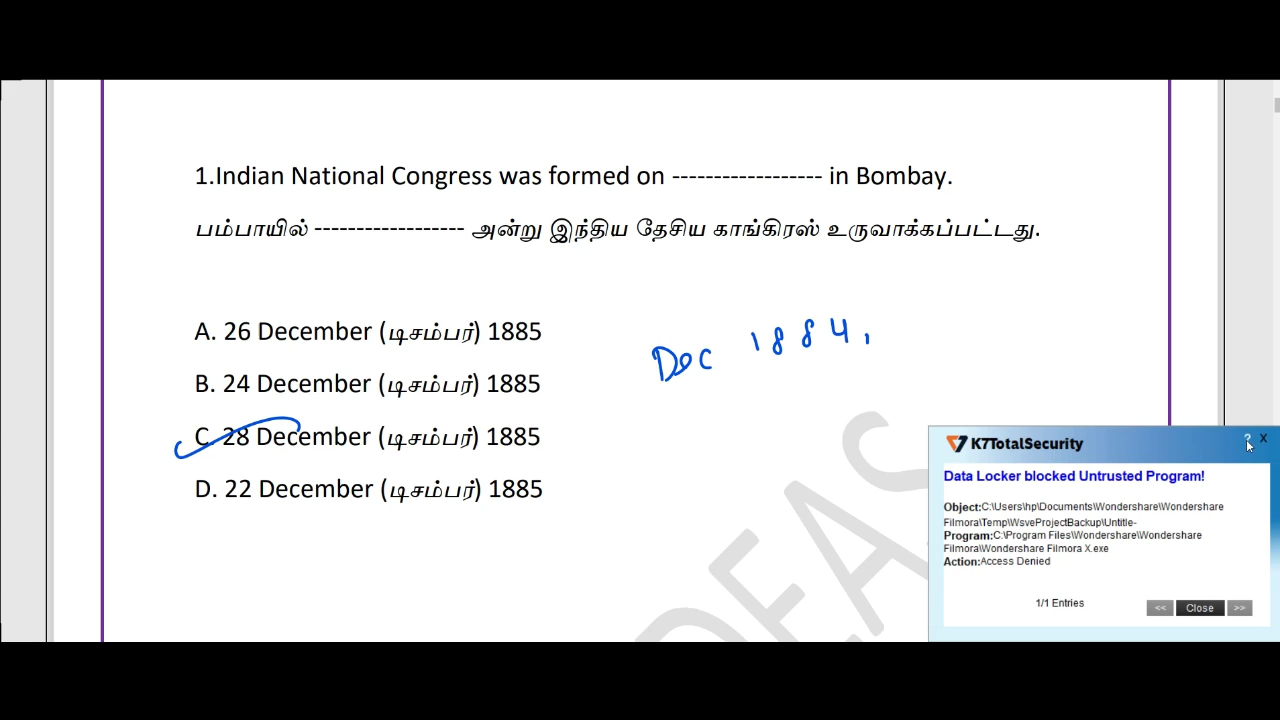 1.Indian National Congress was formed on ------------------ in Bombay.
பம்பாயில் ------------------ அன்று இந்திய தேசிய காங்கிரஸ் உருவாக்கப்பட்டது.
A. 26 December (டிசம்பர்) 1885
B. 24 December (டிசம்பர்) 1885
C. 28 December (டிசம்பர்) 1885
D. 22 December (டிசம்பர்) 1885
Dec 1884,
K7TotalSecurity
? X
Data Locker blocked Untrusted Program!
Object:C:\Users\hp\Documents\Wondershare\Wondershare
Filmora\Temp\WsveProjectBackup\Untitle-
Program:C:\Program Files\Wondershare\Wondershare
Filmora\Wondershare Filmora X.exe
Action:Access Denied
1/1 Entries
<< Close >>